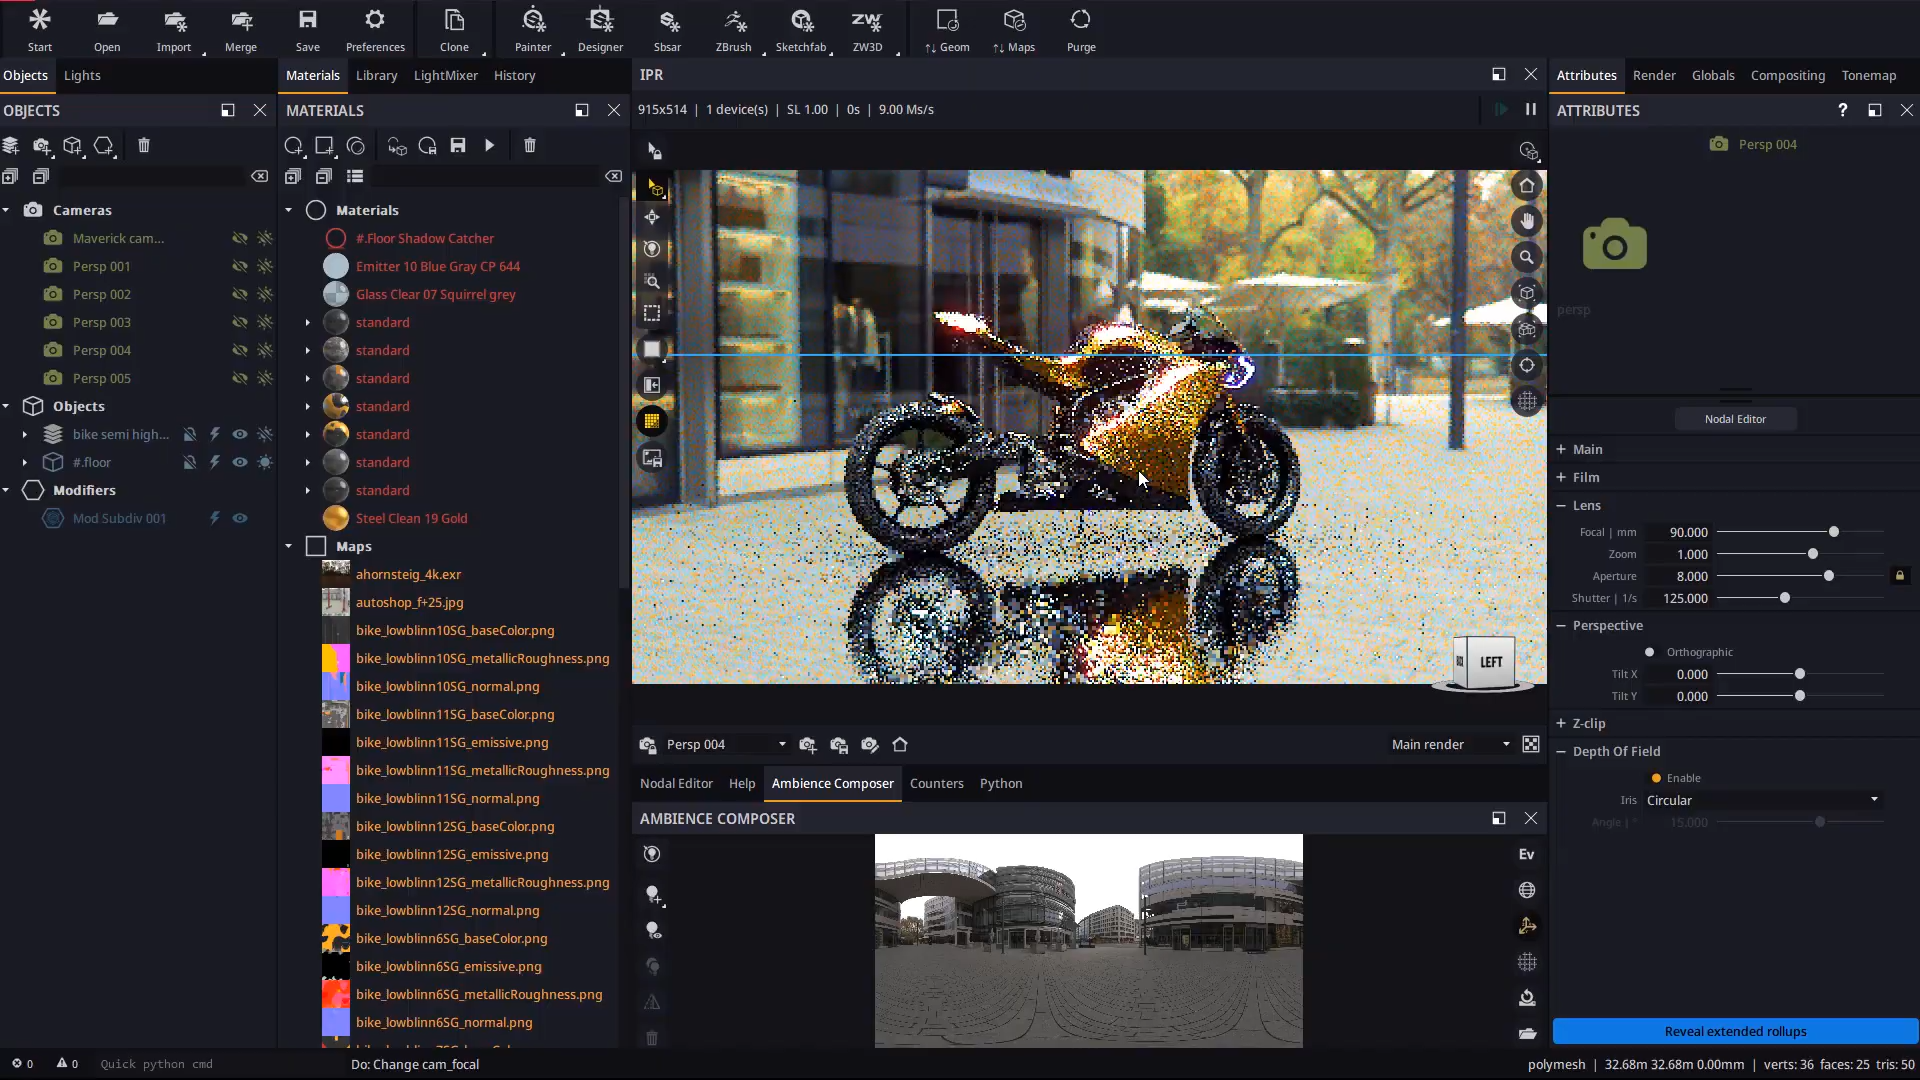 Start
Open
Import
Merge
Save
Preferences
Clone
Painter
Designer
Sbsar
ZBrush
Sketchfab
ZW
ZW3D
↑↓ Geom
↑↓ Maps
Purge
Objects
Lights
Materials
Library
LightMixer
History
IPR
Attributes
Render
Globals
Compositing
Tonemap
OBJECTS
MATERIALS
915x514 | 1 device(s) | SL 1.00 | 0s | 9.00 Ms/s
ATTRIBUTES
?
Persp 004
Cameras
Maverick cam...
Persp 001
Persp 002
Persp 003
Persp 004
Persp 005
Objects
bike semi high...
#.floor
Modifiers
Mod Subdiv 001
Materials
#.Floor Shadow Catcher
Emitter 10 Blue Gray CP 644
Glass Clear 07 Squirrel grey
standard
standard
standard
standard
standard
standard
standard
Steel Clean 19 Gold
Maps
ahornsteig_4k.exr
autoshop_f+25.jpg
bike_lowblinn10SG_baseColor.png
bike_lowblinn10SG_metallicRoughness.png
bike_lowblinn10SG_normal.png
bike_lowblinn11SG_baseColor.png
bike_lowblinn11SG_emissive.png
bike_lowblinn11SG_metallicRoughness.png
bike_lowblinn11SG_normal.png
bike_lowblinn12SG_baseColor.png
bike_lowblinn12SG_emissive.png
bike_lowblinn12SG_metallicRoughness.png
bike_lowblinn12SG_normal.png
bike_lowblinn6SG_baseColor.png
bike_lowblinn6SG_emissive.png
bike_lowblinn6SG_metallicRoughness.png
bike_lowblinn6SG_normal.png
LEFT
Persp 004
Main render
Nodal Editor
Help
Ambience Composer
Counters
Python
AMBIENCE COMPOSER
Ev
persp
Nodal Editor
Main
Film
Lens
Focal | mm 90.000
Zoom 1.000
Aperture 8.000
Shutter | 1/s 125.000
Perspective
Orthographic
Tilt X 0.000
Tilt Y 0.000
Z-clip
Depth Of Field
Enable
Iris Circular
Angle | ° 15.000
Reveal extended rollups
0
0
Quick python cmd
Do: Change cam_focal
polymesh | 32.68m 32.68m 0.00mm | verts: 36 faces: 25 tris: 50